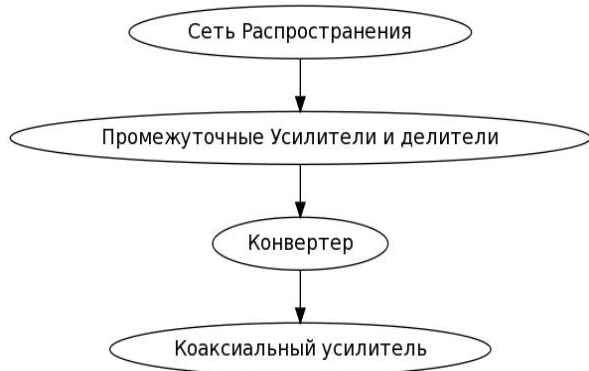 Сеть Распространения
Промежуточные Усилители и делители
Конвертер
Коаксиальный усилитель